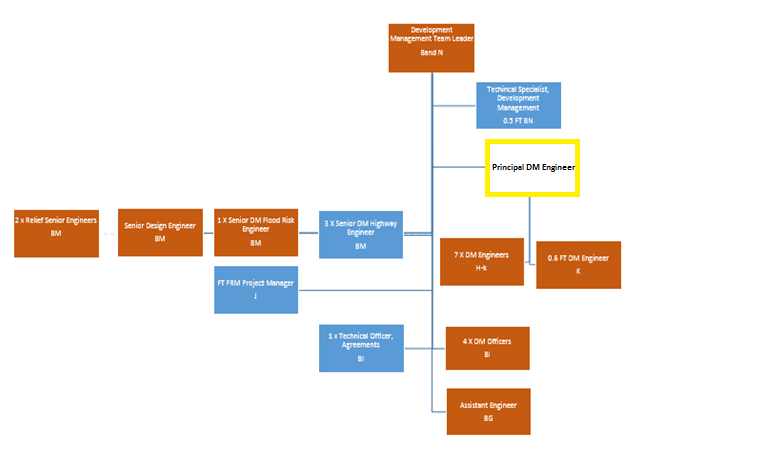 Development
Management Team Leader
Band N
Techincal Specialist,
Development
Management
0.5 FT BN
Principal DM Engineer
2 x Relief Senior Engineers
BM
Senior Design Engineer
BM
1 X Senior DM Flood Risk
Engineer
BM
3 X Senior DM Highway
Engineer
BM
7 X DM Engineers
H-k
0.6 FT DM Engineer
K
FT FRM Project Manager
J
1 x Technical Officer,
Agreements
BI
4 X DM Officers
BI
Assistant Engineer
BG